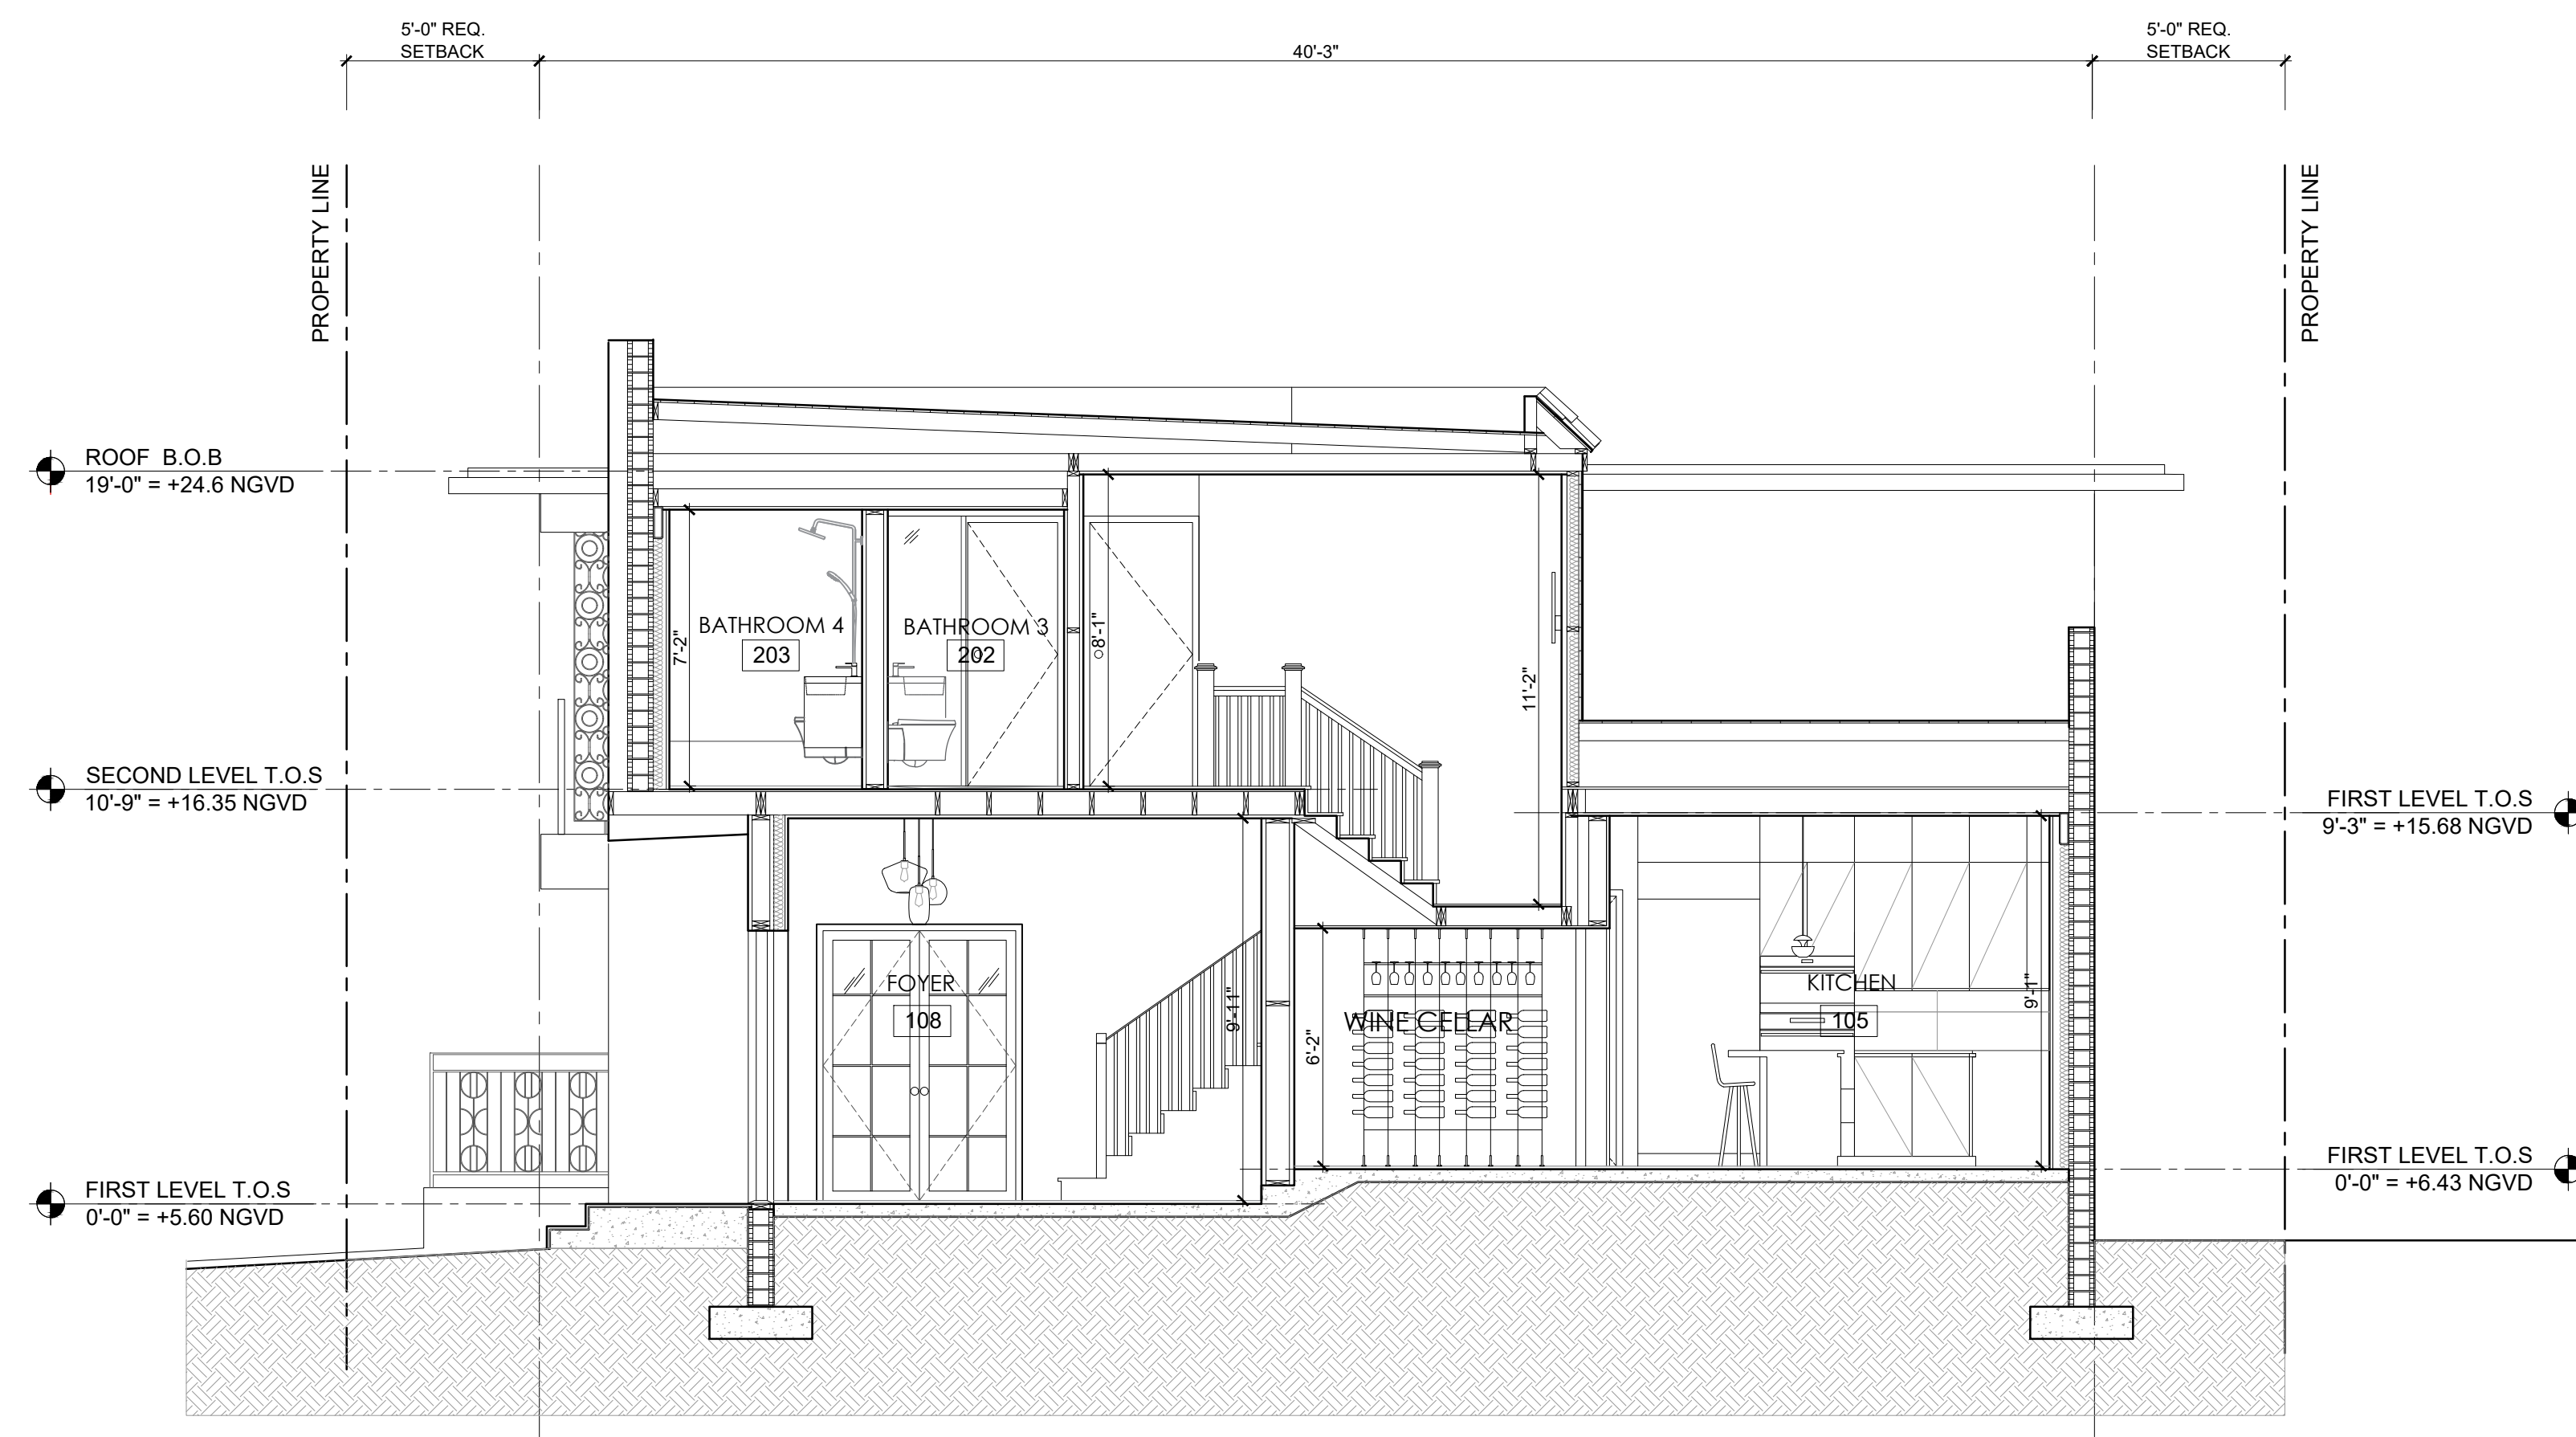 5'-0" REQ.
SETBACK
40'-3"
5'-0" REQ.
SETBACK
PROPERTY LINE
PROPERTY LINE
ROOF  B.O.B
19'-0" = +24.6 NGVD
BATHROOM 4
203
7'-2"
BATHROOM 3
202
8'-1"
11'-2"
SECOND LEVEL T.O.S
10'-9" = +16.35 NGVD
FIRST LEVEL T.O.S
9'-3" = +15.68 NGVD
FOYER
108
9'-11"
WINE CELLAR
6'-2"
KITCHEN
105
9'-1"
FIRST LEVEL T.O.S
0'-0" = +5.60 NGVD
FIRST LEVEL T.O.S
0'-0" = +6.43 NGVD